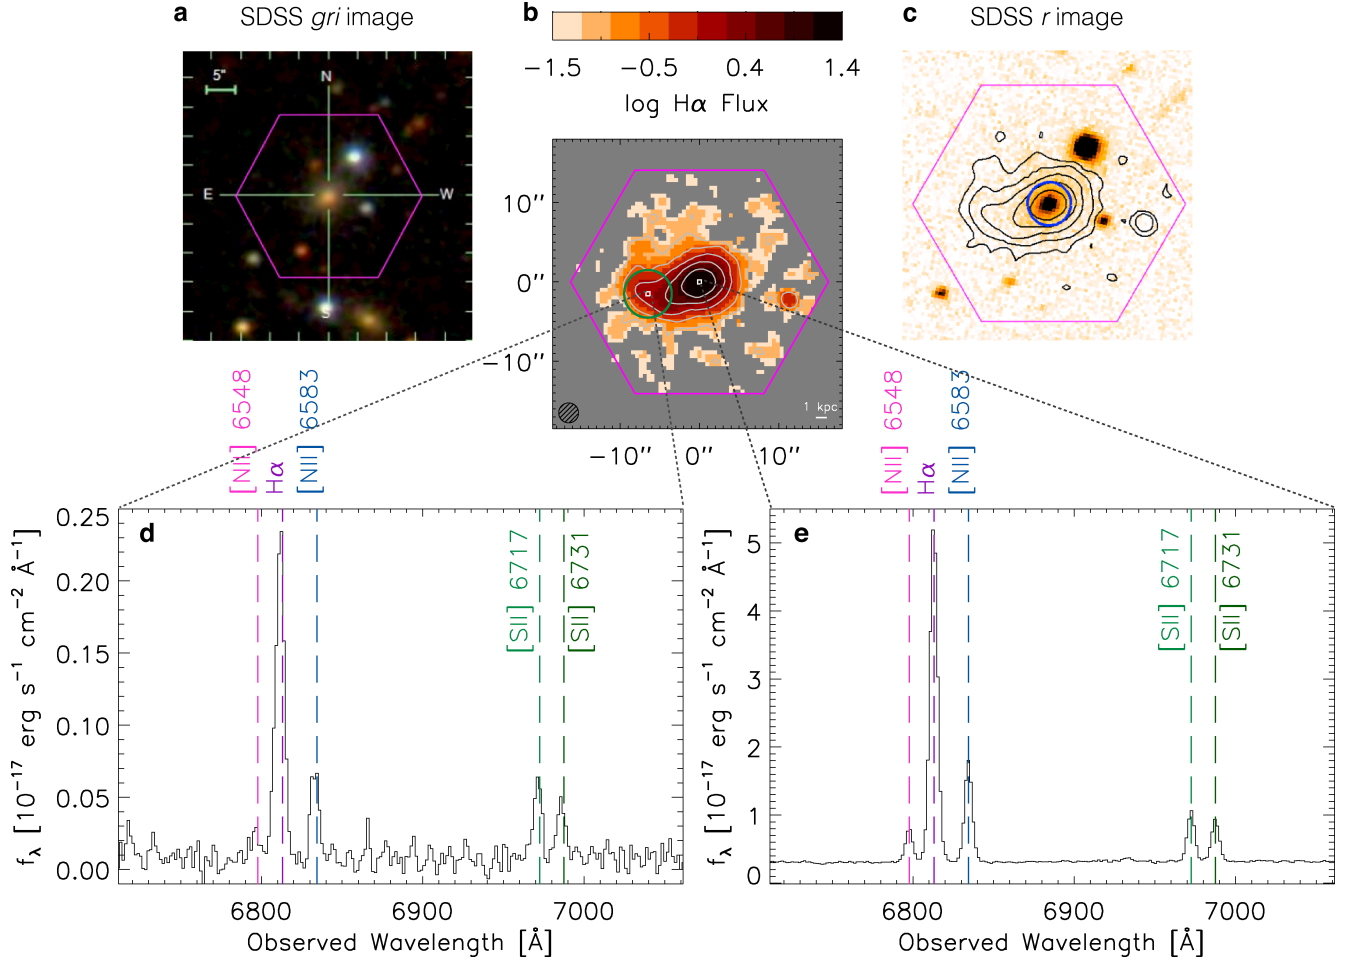 a SDSS gri image
5"
N
E
W
S
b
−1.5 −0.5 0.4 1.4
log Hα Flux
10″
0″
−10″
1 kpc
−10″ 0″ 10″
c SDSS r image
[NII] 6548
Hα
[NII] 6583
d
[SII] 6717
[SII] 6731
0.25
0.20
0.15
0.10
0.05
0.00
fλ [10⁻¹⁷ erg s⁻¹ cm⁻² Å⁻¹]
6800 6900 7000
Observed Wavelength [Å]
[NII] 6548
Hα
[NII] 6583
e
[SII] 6717
[SII] 6731
5
4
3
2
1
0
fλ [10⁻¹⁷ erg s⁻¹ cm⁻² Å⁻¹]
6800 6900 7000
Observed Wavelength [Å]